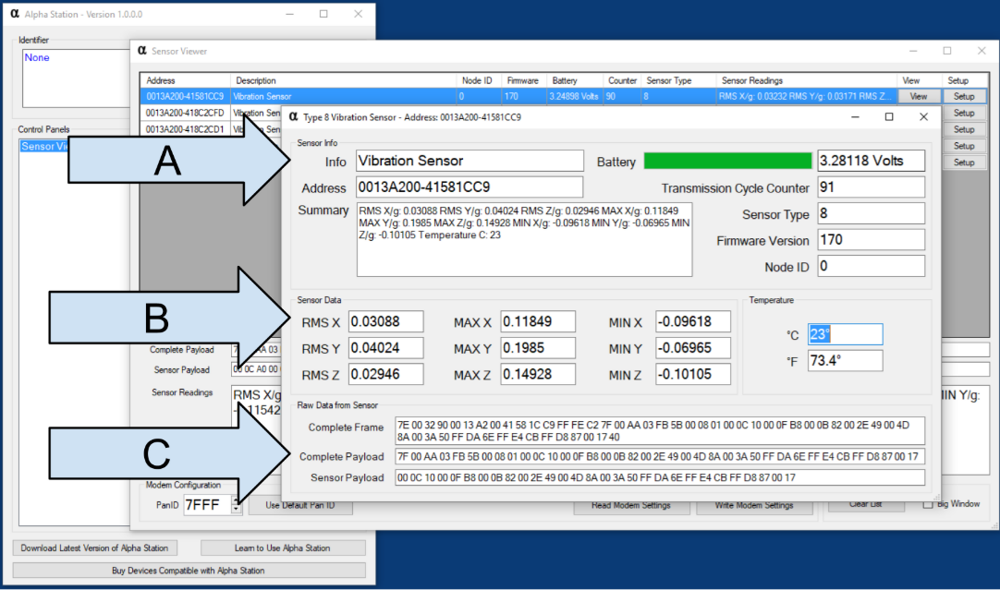 α Alpha Station - Version 1.0.0.0
Identifier
None
Control Panels
Sensor Vi
α Sensor Viewer
Address Description Node ID Firmware Battery Counter Sensor Type Sensor Readings View Setup
0013A200-41581CC9 Vibration Sensor 0 170 3.24898 Volts 90 8 RMS X/g: 0.03232 RMS Y/g: 0.03171 RMS Z... View Setup
0013A200-418C2CFD Vibration Sen Setup
0013A200-418C2CD1 Sen Setup
Setup
Setup
α Type 8 Vibration Sensor - Address: 0013A200-41581CC9
Sensor Info
A
Info Vibration Sensor Battery 3.28118 Volts
Address 0013A200-41581CC9 Transmission Cycle Counter 91
Summary RMS X/g: 0.03088 RMS Y/g: 0.04024 RMS Z/g: 0.02946 MAX X/g: 0.11849
MAX Y/g: 0.1985 MAX Z/g: 0.14928 MIN X/g: -0.09618 MIN Y/g: -0.06965 MIN
Z/g: -0.10105 Temperature C: 23
Sensor Type 8
Firmware Version 170
Node ID 0
Sensor Data Temperature
B
RMS X 0.03088 MAX X 0.11849 MIN X -0.09618
°C 23°
RMS Y 0.04024 MAX Y 0.1985 MIN Y -0.06965
°F 73.4°
RMS Z 0.02946 MAX Z 0.14928 MIN Z -0.10105
Raw Data from Sensor
Complete Frame 7E 00 32 90 00 13 A2 00 41 58 1C C9 FF FE C2 7F 00 AA 03 FB 5B 00 08 01 00 0C 10 00 0F B8 00 0B 82 00 2E 49 00 4D
8A 00 3A 50 FF DA 6E FF E4 CB FF D8 87 00 17 40
C
Complete Payload 7F 00 AA 03 FB 5B 00 08 01 00 0C 10 00 0F B8 00 0B 82 00 2E 49 00 4D 8A 00 3A 50 FF DA 6E FF E4 CB FF D8 87 00 17
Sensor Payload 00 0C 10 00 0F B8 00 0B 82 00 2E 49 00 4D 8A 00 3A 50 FF DA 6E FF E4 CB FF D8 87 00 17
Complete Payload AA 03
Sensor Payload 0C A0 00
Sensor Readings RMS X/g IIN Y/g:
11542
Modem Configuration
PanID 7FFF Use Default Pan ID Read Modem Settings Write Modem Settings Clear List Big Window
Download Latest Version of Alpha Station Learn to Use Alpha Station
Buy Devices Compatible with Alpha Station